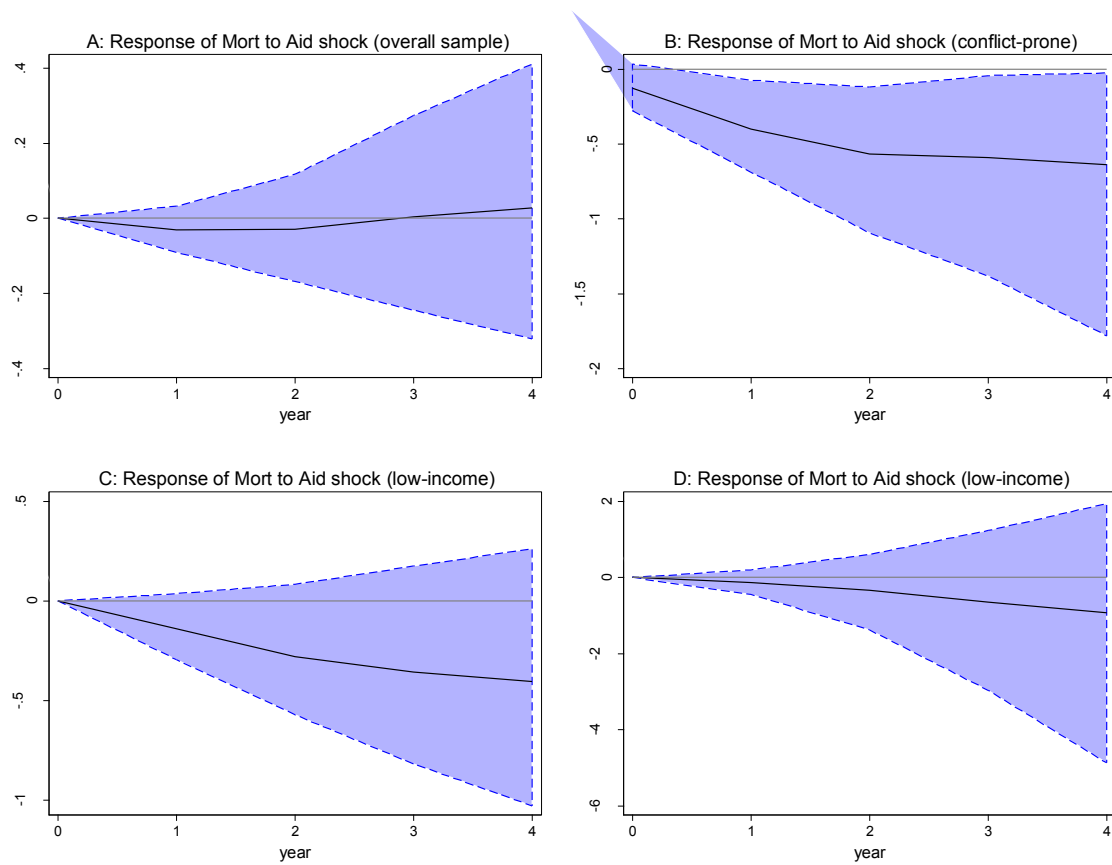 A: Response of Mort to Aid shock (overall sample)
.4
.2
0
-.2
-.4
0 1 2 3 4
year
B: Response of Mort to Aid shock (conflict-prone)
0
-.5
-1
-1.5
-2
0 1 2 3 4
year
C: Response of Mort to Aid shock (low-income)
.5
0
-.5
-1
0 1 2 3 4
year
D: Response of Mort to Aid shock (low-income)
2
0
-2
-4
-6
0 1 2 3 4
year